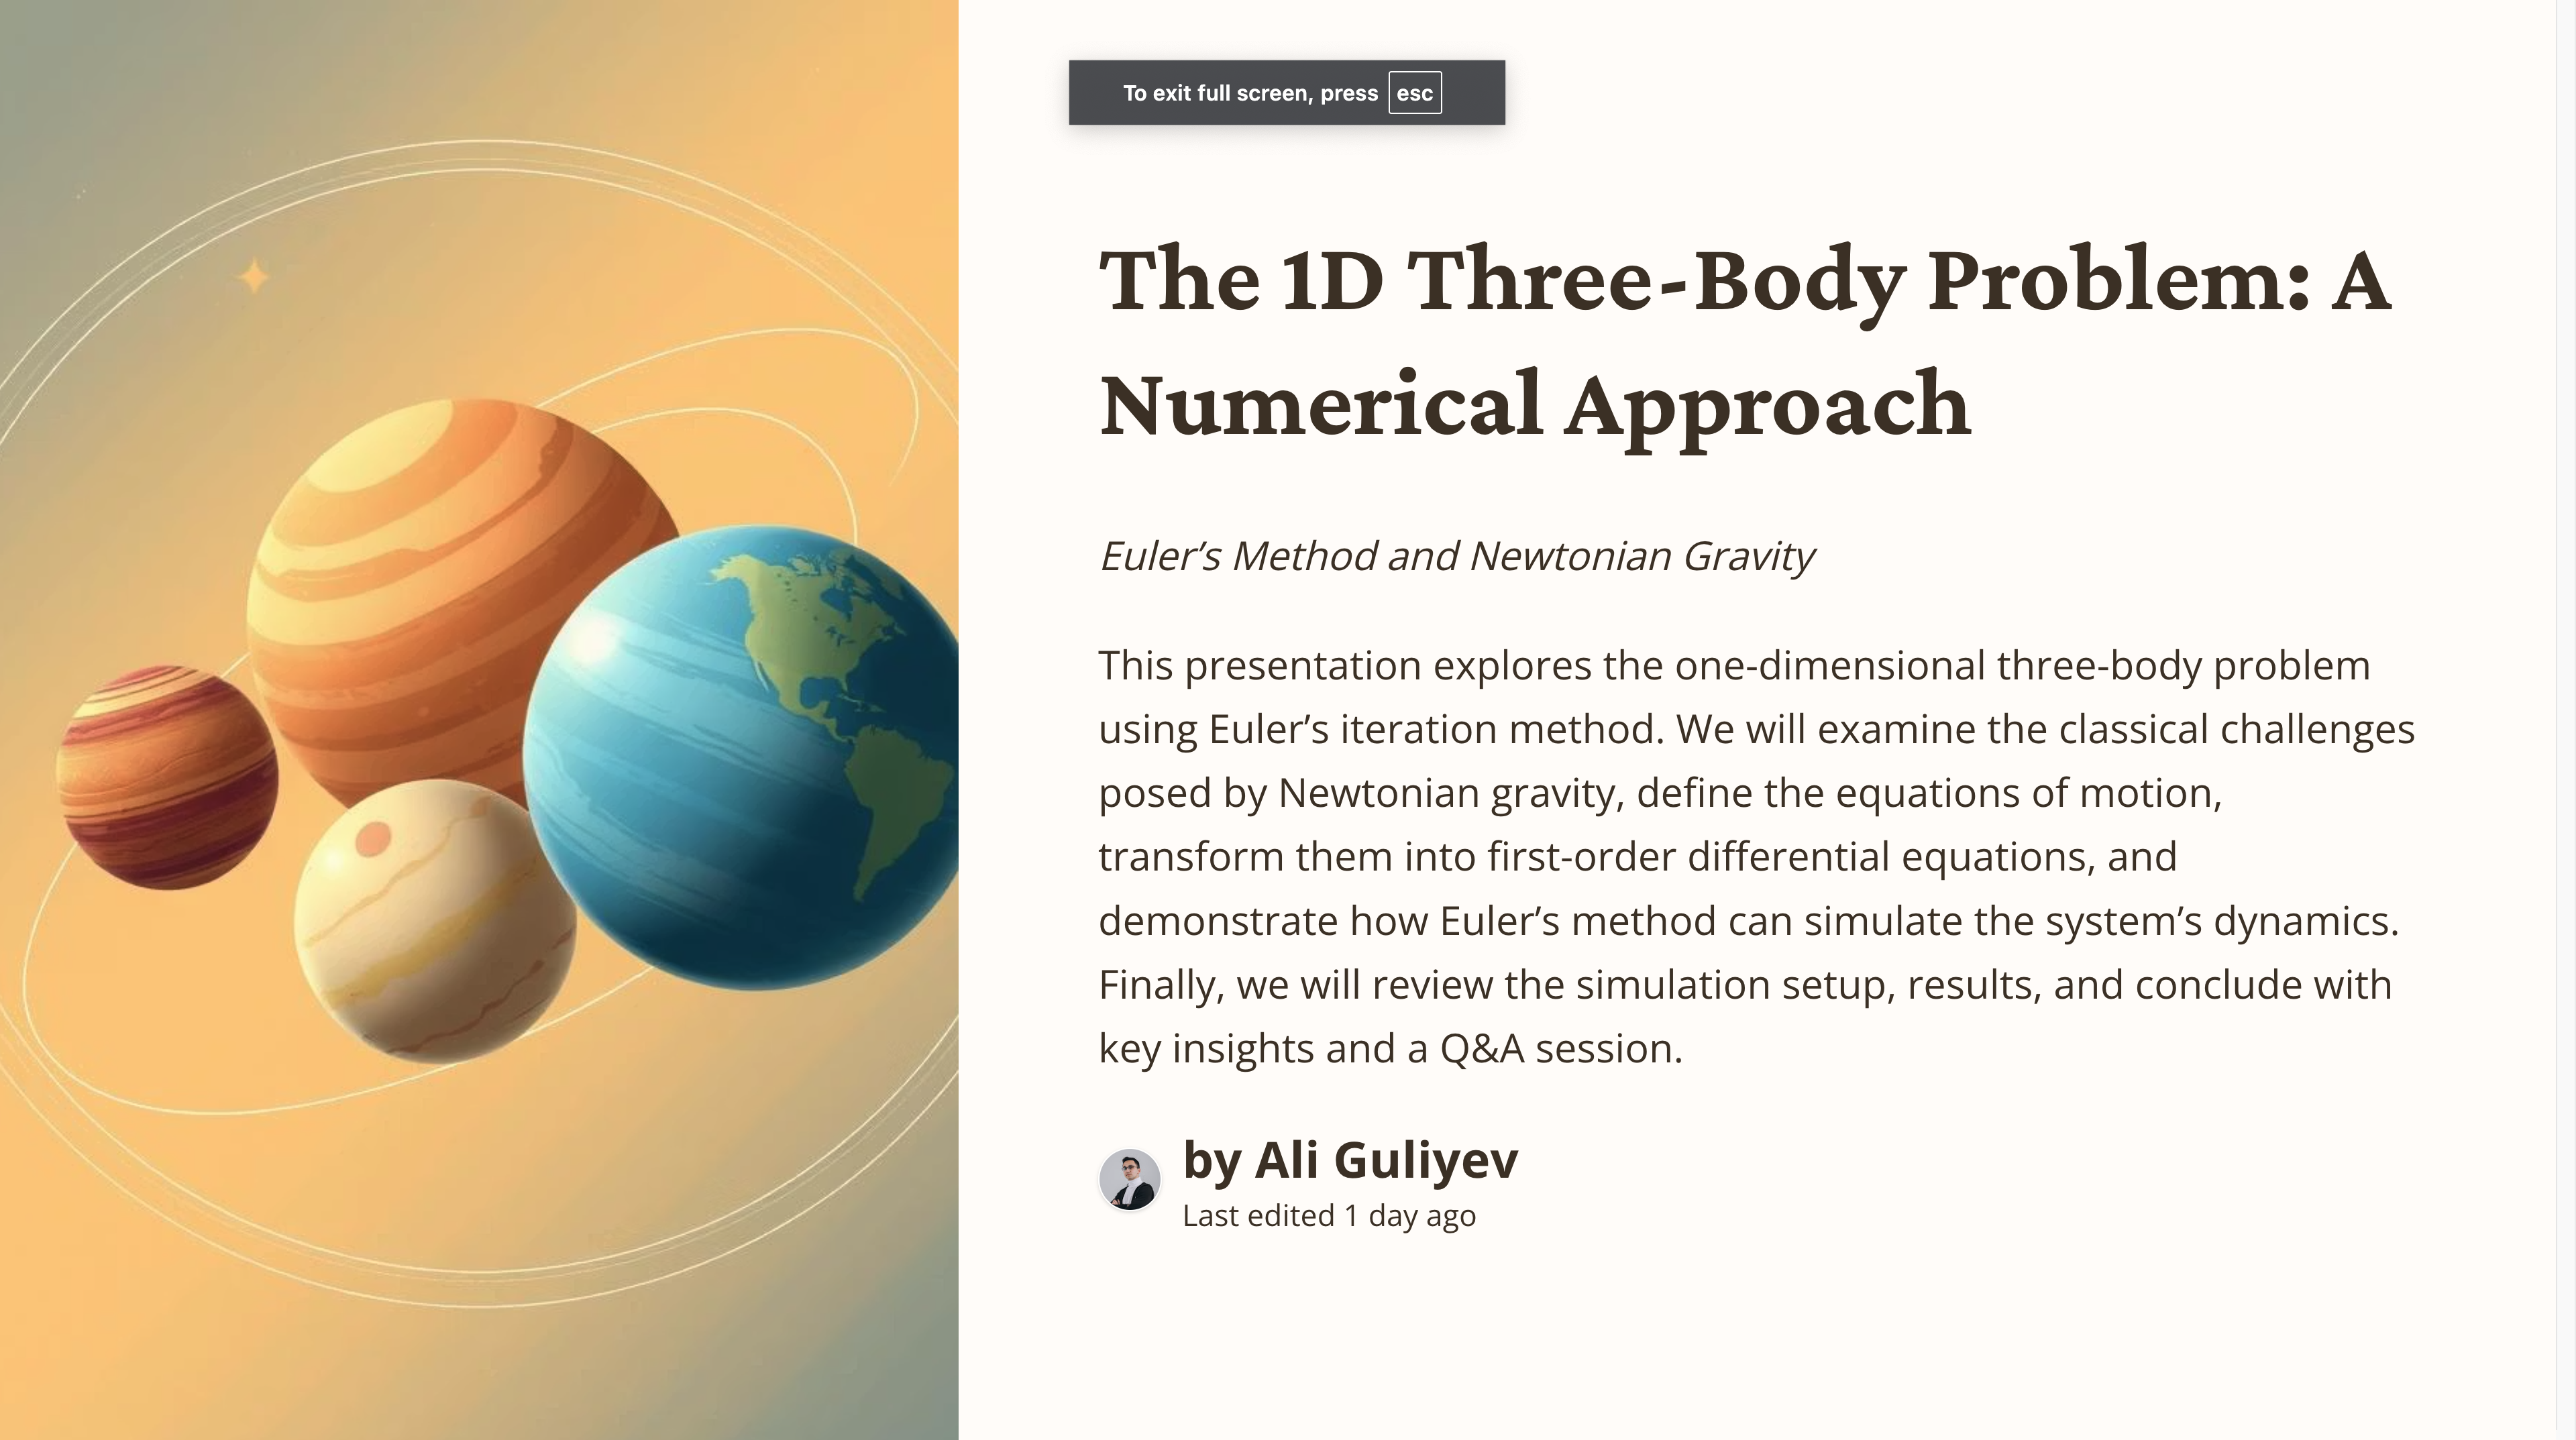 To exit full screen, press esc
The 1D Three-Body Problem: A
Numerical Approach
Euler’s Method and Newtonian Gravity
This presentation explores the one-dimensional three-body problem
using Euler’s iteration method. We will examine the classical challenges
posed by Newtonian gravity, define the equations of motion,
transform them into first-order differential equations, and
demonstrate how Euler’s method can simulate the system’s dynamics.
Finally, we will review the simulation setup, results, and conclude with
key insights and a Q&A session.
by Ali Guliyev
Last edited 1 day ago